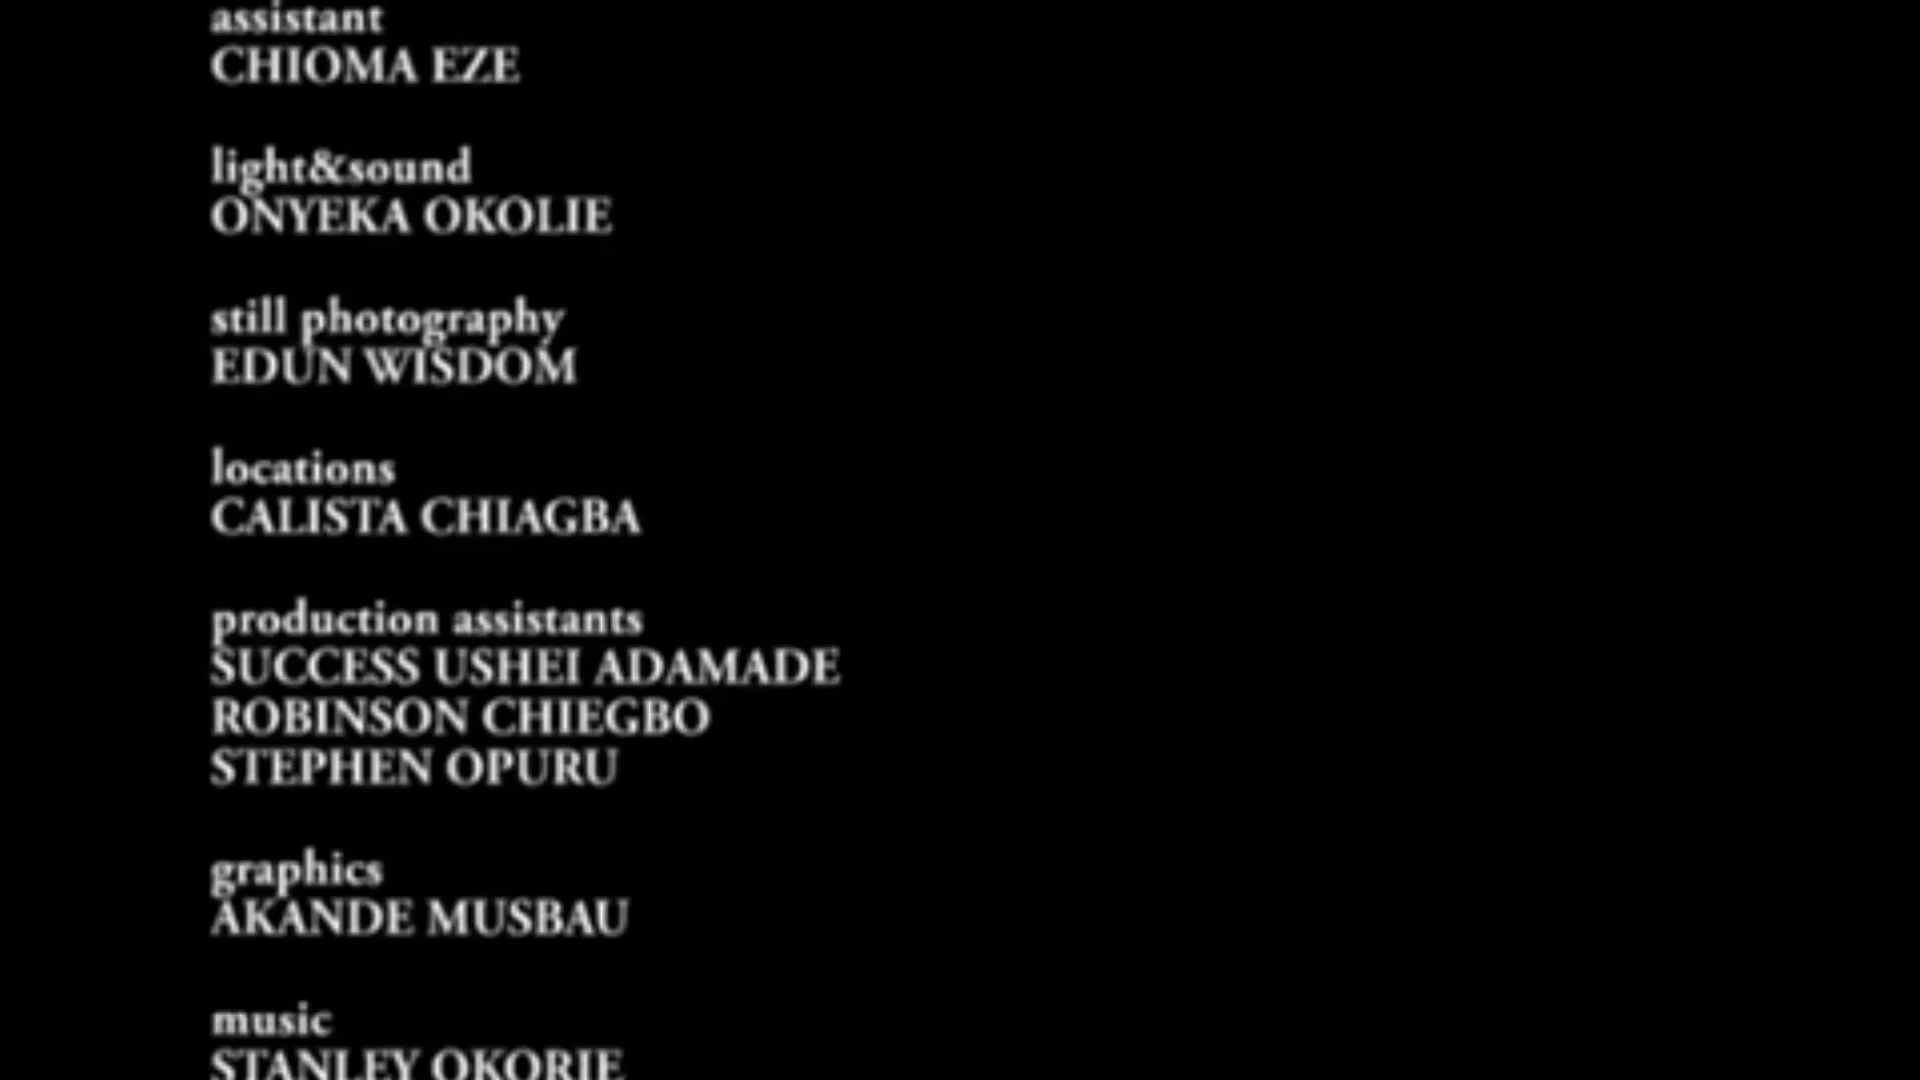 assistant
CHIOMA EZE
light&sound
ONYEKA OKOLIE
still photography
EDUN WISDOM
locations
CALISTA CHIAGBA
production assistants
SUCCESS USHEI ADAMADE
ROBINSON CHIEGBO
STEPHEN OPURU
graphics
AKANDE MUSBAU
music
STANLEY OKORIE